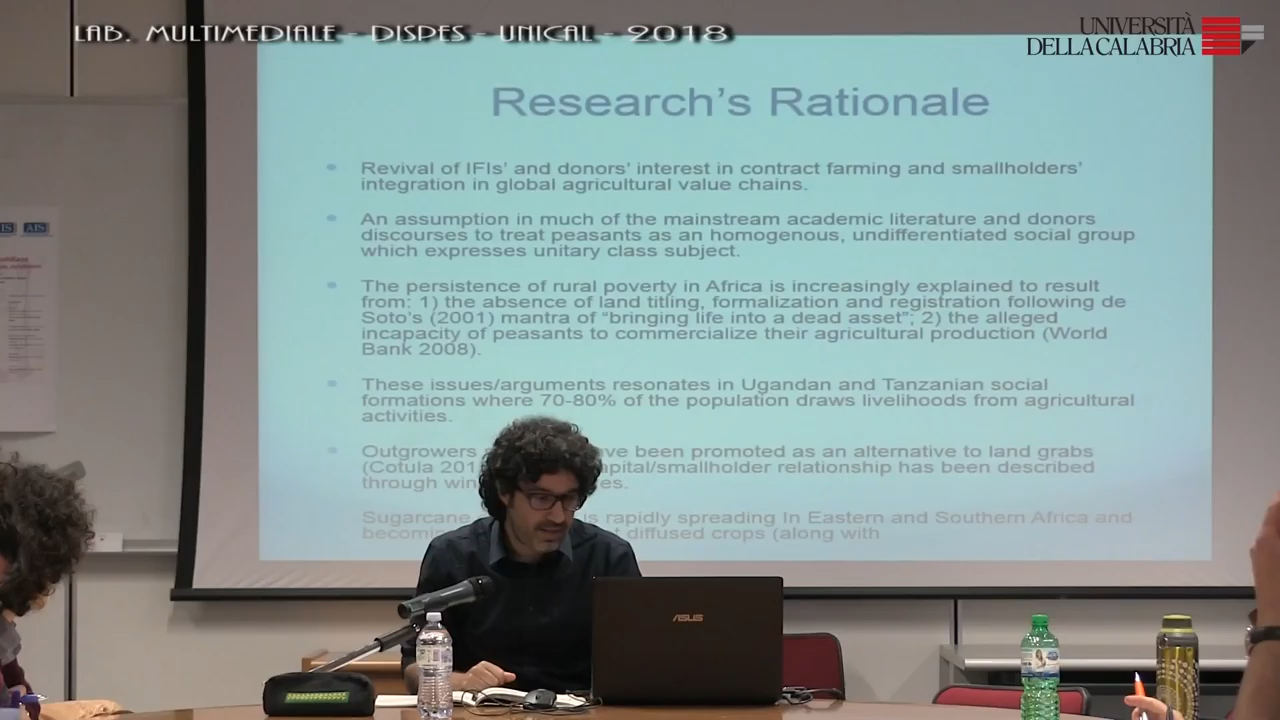 LAB. MULTIMEDIALE - DISPES - UNICAL - 2018
UNIVERSITÀ
DELLA CALABRIA
Research's Rationale
Revival of IFIs' and donors' interest in contract farming and smallholders'
integration in global agricultural value chains.
An assumption in much of the mainstream academic literature and donors
discourses to treat peasants as an homogenous, undifferentiated social group
which expresses unitary class subject.
The persistence of rural poverty in Africa is increasingly explained to result
from: 1) the absence of land titling, formalization and registration following de
Soto's (2001) mantra of “bringing life into a dead asset”; 2) the alleged
incapacity of peasants to commercialize their agricultural production (World
Bank 2008).
These issues/arguments resonates in Ugandan and Tanzanian social
formations where 70-80% of the population draws livelihoods from agricultural
activities.
Outgrowers have been promoted as an alternative to land grabs
(Cotula relationship has been described
through
Sugarcane is rapidly spreading In Eastern and Southern Africa and
diffused crops (along with
AIS
ASUS